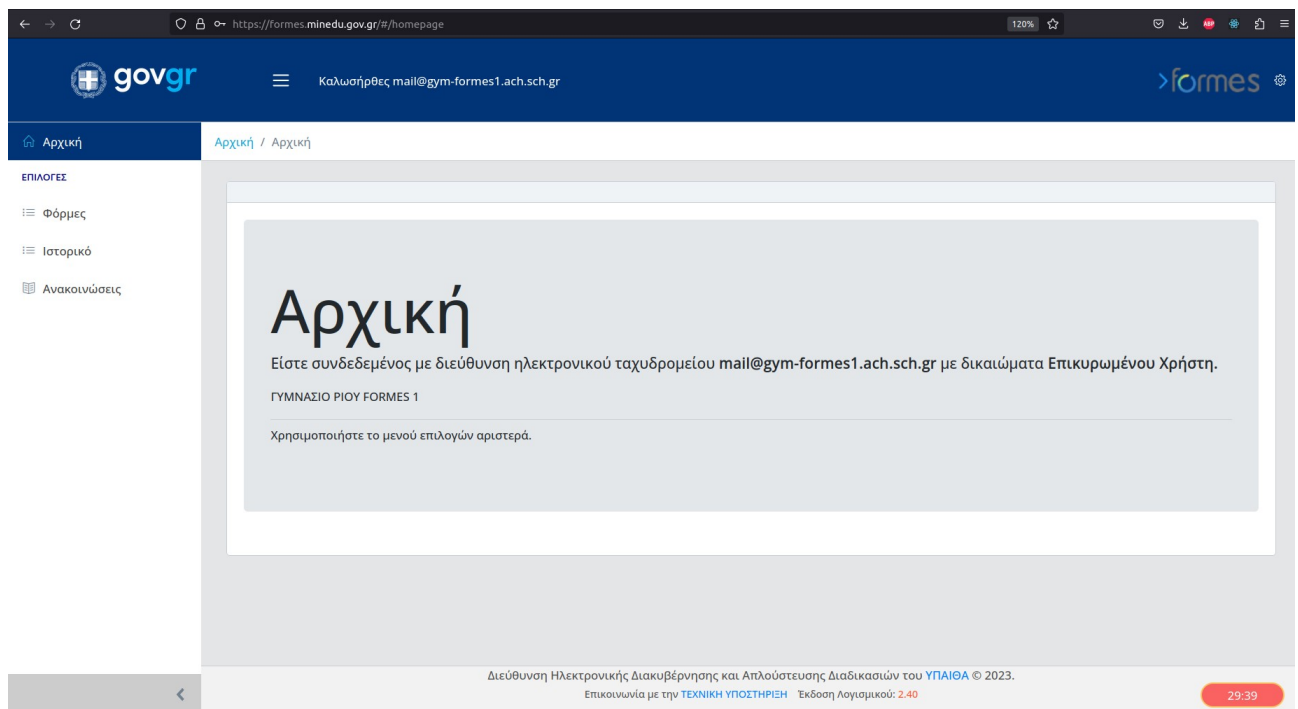 https://formes.minedu.gov.gr/#/homepage 120% ABP
govgr Καλωσήρθες mail@gym-formes1.ach.sch.gr >formes
Αρχική Αρχική / Αρχική
ΕΠΙΛΟΓΕΣ
Φόρμες
Ιστορικό
Ανακοινώσεις
Αρχική
Είστε συνδεδεμένος με διεύθυνση ηλεκτρονικού ταχυδρομείου mail@gym-formes1.ach.sch.gr με δικαιώματα Επικυρωμένου Χρήστη.
ΓΥΜΝΑΣΙΟ ΡΙΟΥ FORMES 1
Χρησιμοποιήστε το μενού επιλογών αριστερά.
Διεύθυνση Ηλεκτρονικής Διακυβέρνησης και Απλούστευσης Διαδικασιών του ΥΠΑΙΘΑ © 2023.
Επικοινωνία με την ΤΕΧΝΙΚΗ ΥΠΟΣΤΗΡΙΞΗ Έκδοση Λογισμικού: 2.40
29:39